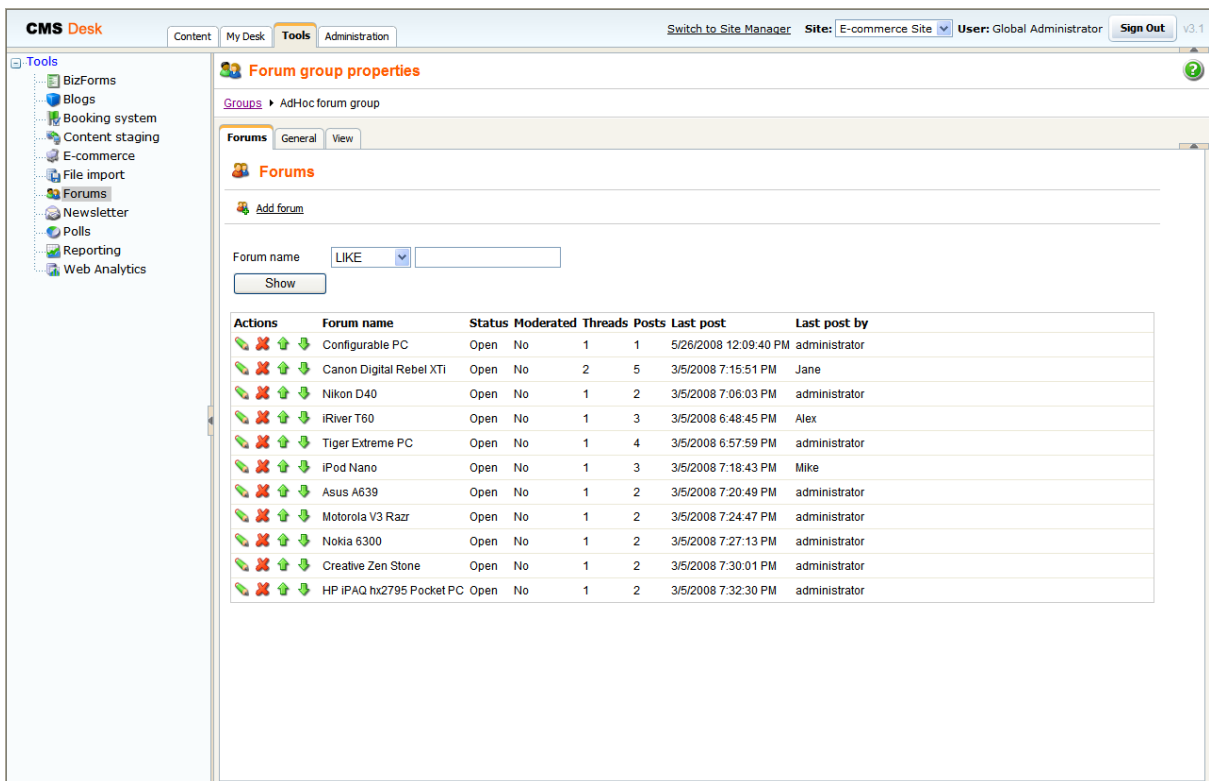 CMS Desk
Content My Desk Tools Administration
Switch to Site Manager Site: E-commerce Site User: Global Administrator Sign Out v3.1
Tools
BizForms
Blogs
Booking system
Content staging
E-commerce
File import
Forums
Newsletter
Polls
Reporting
Web Analytics
Forum group properties
Groups AdHoc forum group
Forums General View
Forums
Add forum
Forum name LIKE
Show
Actions Forum name Status Moderated Threads Posts Last post Last post by
Configurable PC Open No 1 1 5/26/2008 12:09:40 PM administrator
Canon Digital Rebel XTi Open No 2 5 3/5/2008 7:15:51 PM Jane
Nikon D40 Open No 1 2 3/5/2008 7:06:03 PM administrator
iRiver T60 Open No 1 3 3/5/2008 6:48:45 PM Alex
Tiger Extreme PC Open No 1 4 3/5/2008 6:57:59 PM administrator
iPod Nano Open No 1 3 3/5/2008 7:18:43 PM Mike
Asus A639 Open No 1 2 3/5/2008 7:20:49 PM administrator
Motorola V3 Razr Open No 1 2 3/5/2008 7:24:47 PM administrator
Nokia 6300 Open No 1 2 3/5/2008 7:27:13 PM administrator
Creative Zen Stone Open No 1 2 3/5/2008 7:30:01 PM administrator
HP iPAQ hx2795 Pocket PC Open No 1 2 3/5/2008 7:32:30 PM administrator